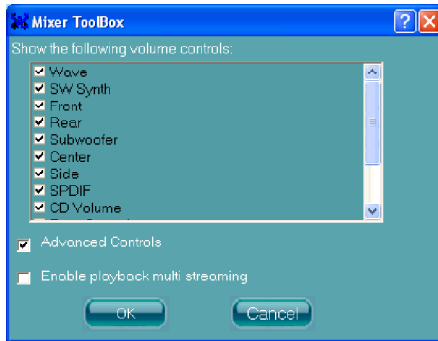 Mixer ToolBox
Show the following volume controls:
Wave
SW Synth
Front
Rear
Subwoofer
Center
Side
SPDIF
CD Volume
Advanced Controls
Enable playback multi streaming
OK
Cancel